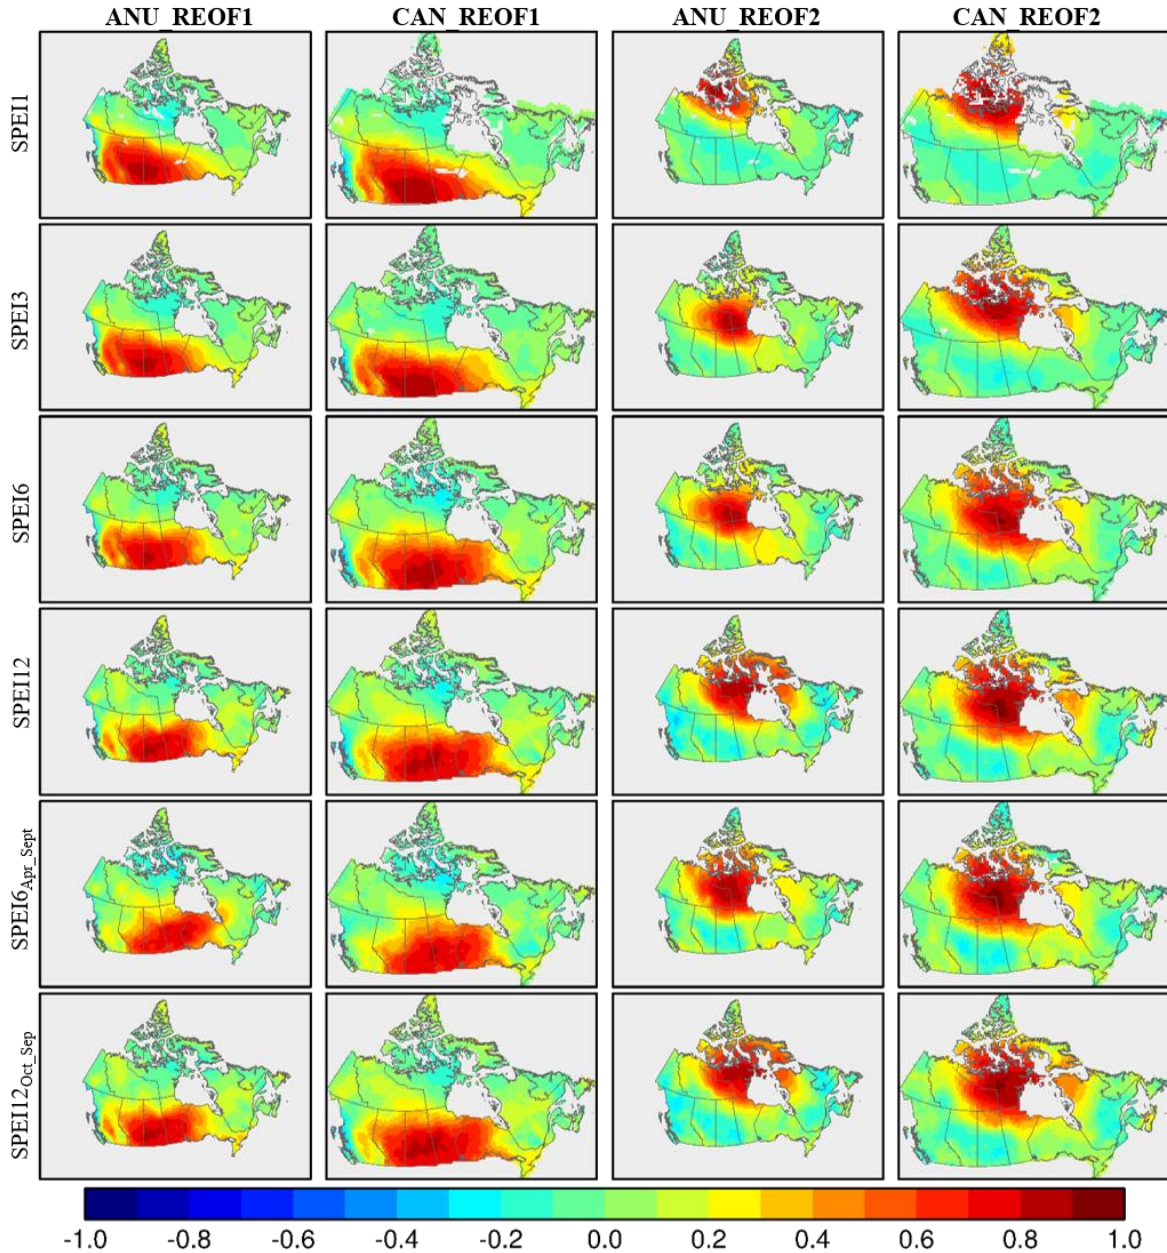 ANU_REOF1 CAN_REOF1 ANU_REOF2 CAN_REOF2
SPEI1
SPEI3
SPEI6
SPEI12
SPEI6Apr_Sept
SPEI12Oct_Sep
-1.0 -0.8 -0.6 -0.4 -0.2 0.0 0.2 0.4 0.6 0.8 1.0